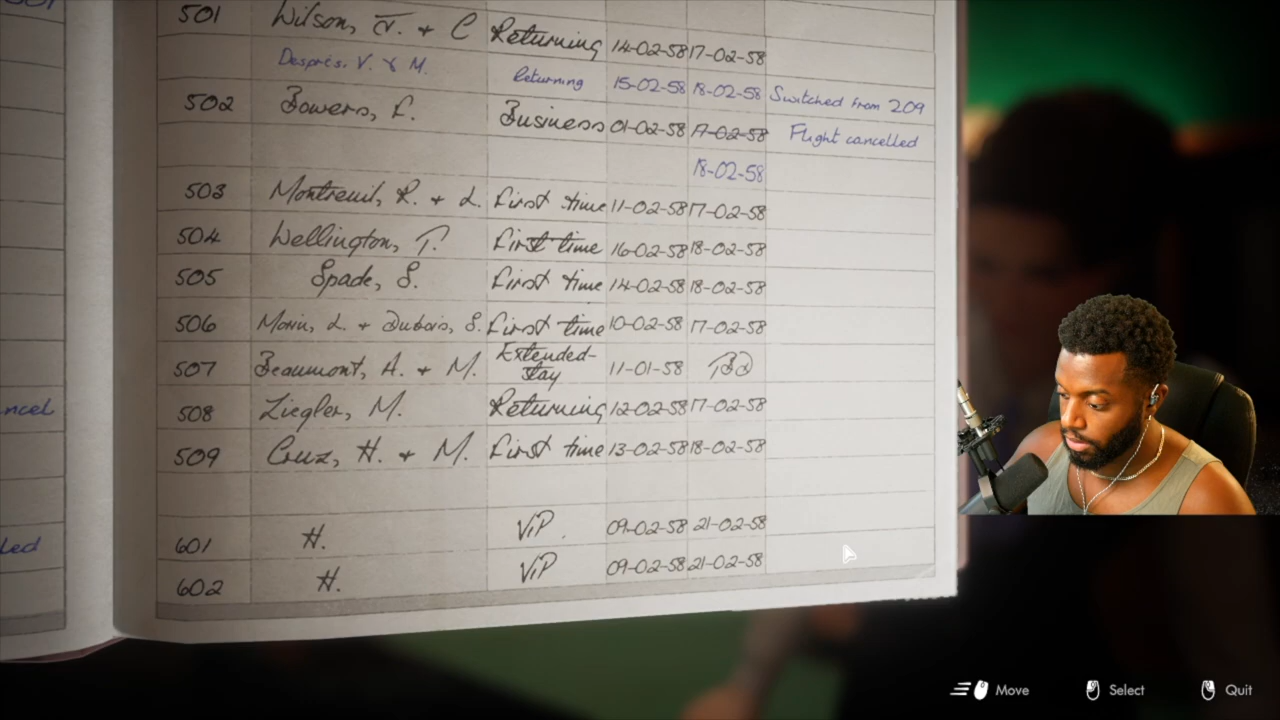 501 Wilson, J. + C Returning 14-02-58 17-02-58
Després, V. & M. Returning 15-02-58 18-02-58 Switched from 209
502 Bowers, F. Business 01-02-58 17-02-58 Flight cancelled
18-02-58
503 Montreuil, R. + L. First time 11-02-58 17-02-58
504 Wellington, T. First time 16-02-58 18-02-58
505 Spade, S. First time 14-02-58 18-02-58
506 Morin, L. + Dubois, S. First time 10-02-58 17-02-58
507 Beaumont, A. + M. Extended-stay 11-01-58 TBD
ncel 508 Ziegler, M. Returning 12-02-58 17-02-58
509 Cruz, H. + M. First time 13-02-58 18-02-58
led 601 H. ViP. 09-02-58 21-02-58
602 H. ViP 09-02-58 21-02-58
Move Select Quit